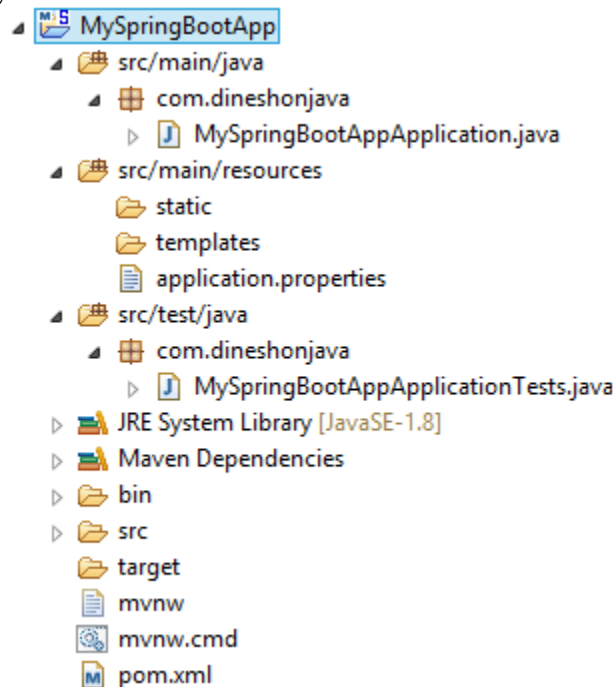 MySpringBootApp
src/main/java
com.dineshonjava
MySpringBootAppApplication.java
src/main/resources
static
templates
application.properties
src/test/java
com.dineshonjava
MySpringBootAppApplicationTests.java
JRE System Library [JavaSE-1.8]
Maven Dependencies
bin
src
target
mvnw
mvnw.cmd
pom.xml